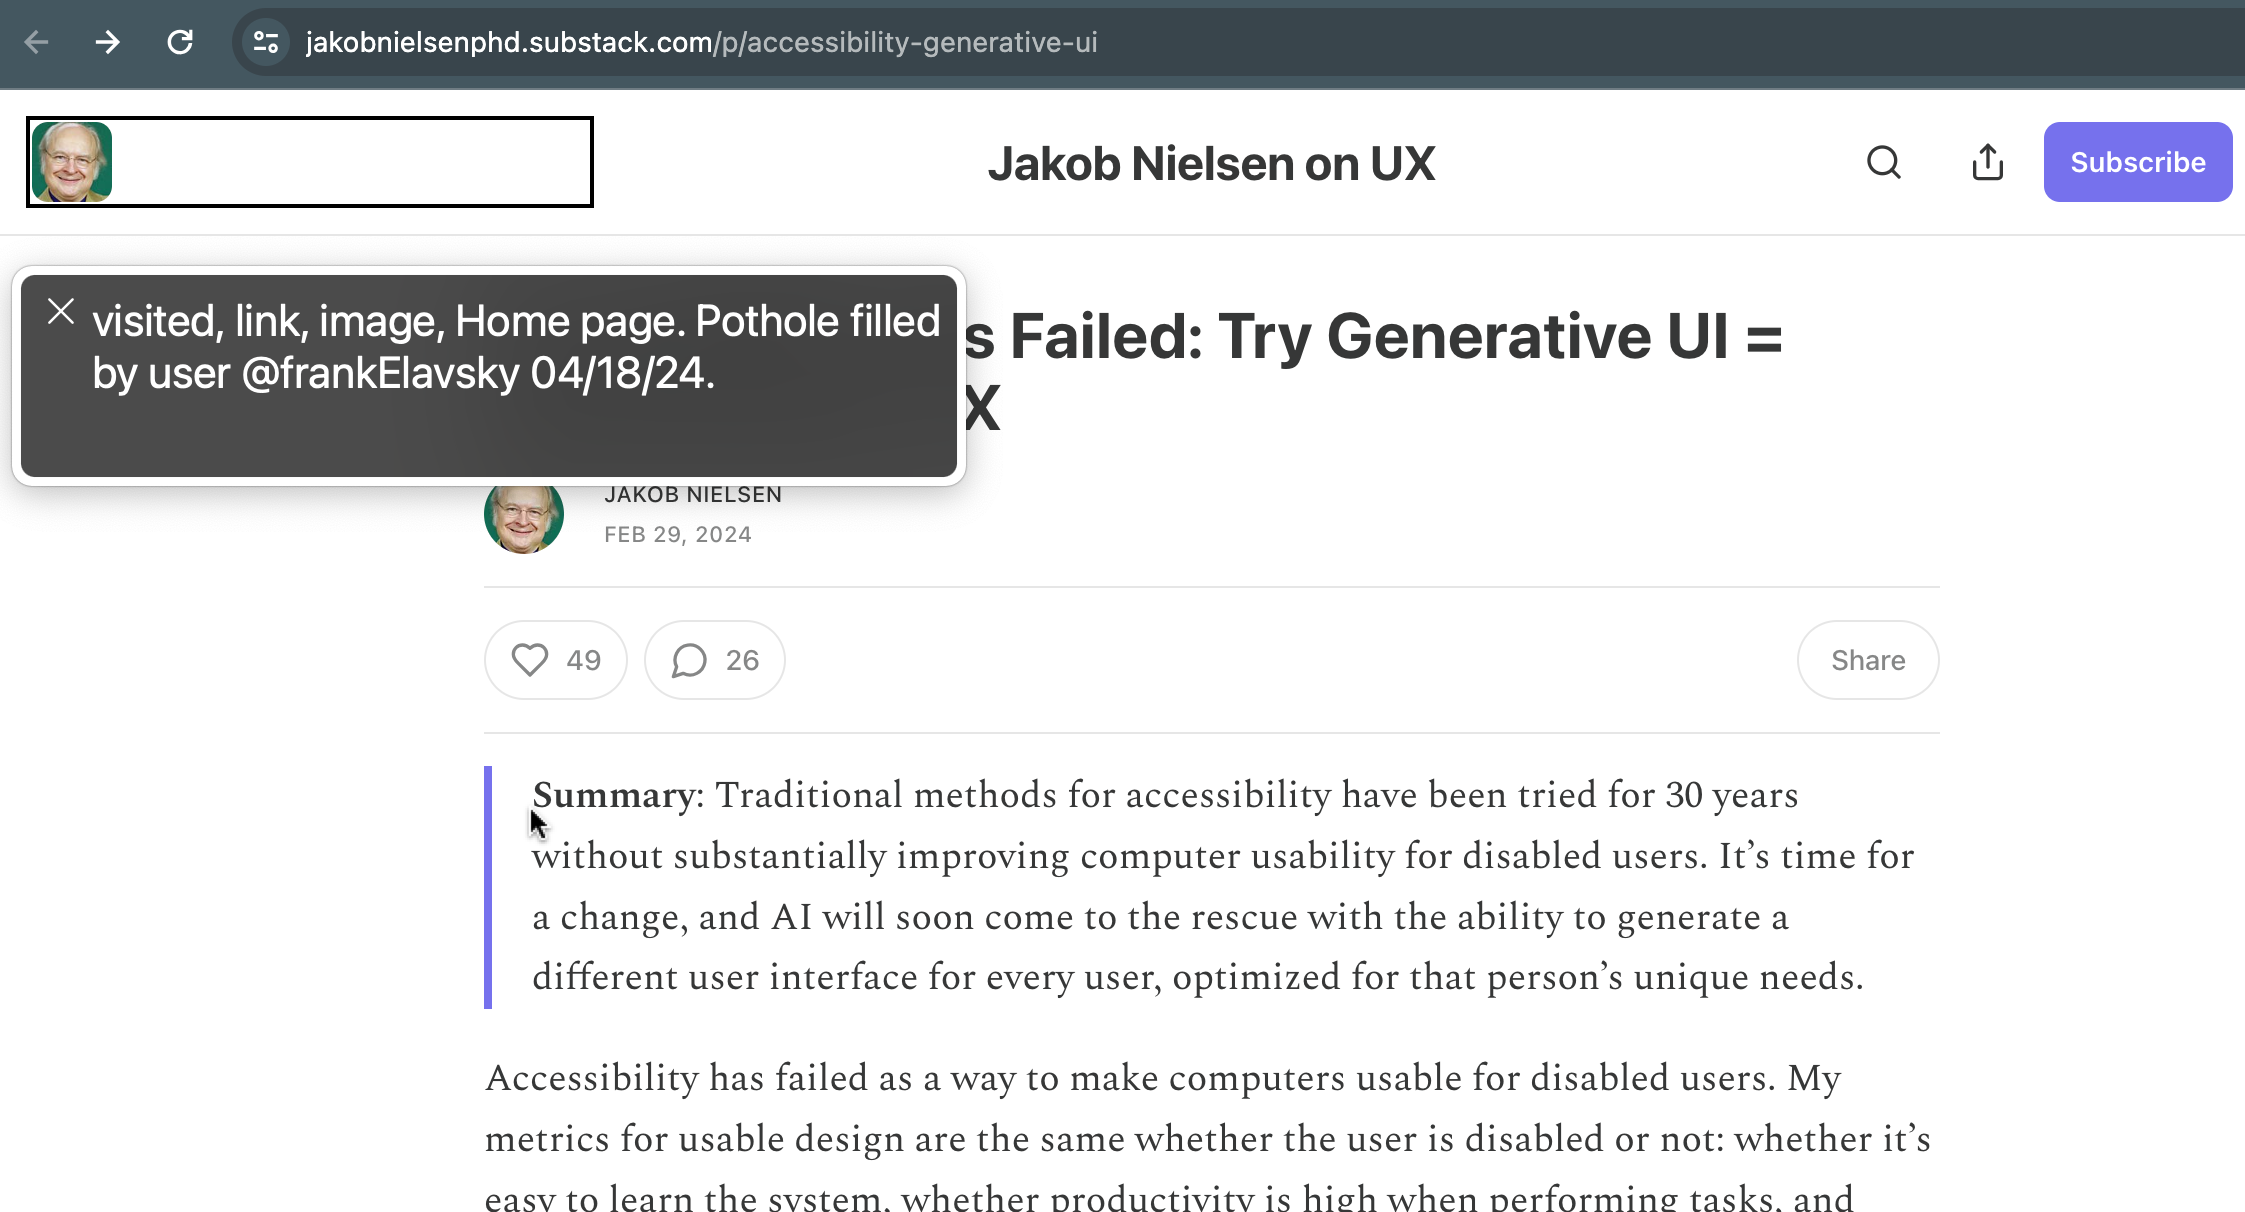 jakobnielsenphd.substack.com/p/accessibility-generative-ui
Jakob Nielsen on UX
Subscribe
visited, link, image, Home page. Pothole filled
by user @frankElavsky 04/18/24.
s Failed: Try Generative UI =
X
JAKOB NIELSEN
FEB 29, 2024
49
26
Share
Summary: Traditional methods for accessibility have been tried for 30 years
without substantially improving computer usability for disabled users. It’s time for
a change, and AI will soon come to the rescue with the ability to generate a
different user interface for every user, optimized for that person’s unique needs.
Accessibility has failed as a way to make computers usable for disabled users. My
metrics for usable design are the same whether the user is disabled or not: whether it’s
easy to learn the system, whether productivity is high when performing tasks, and